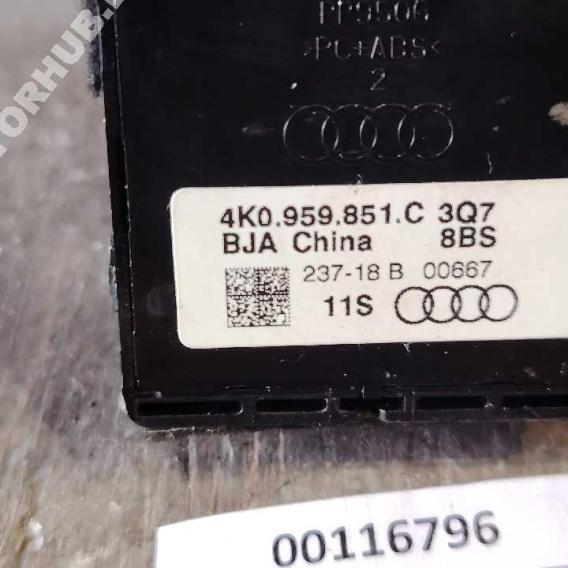 >PC+ABS<
2
4K0.959.851.C 3Q7
BJA China 8BS
237-18 B 00667
11S
00116796